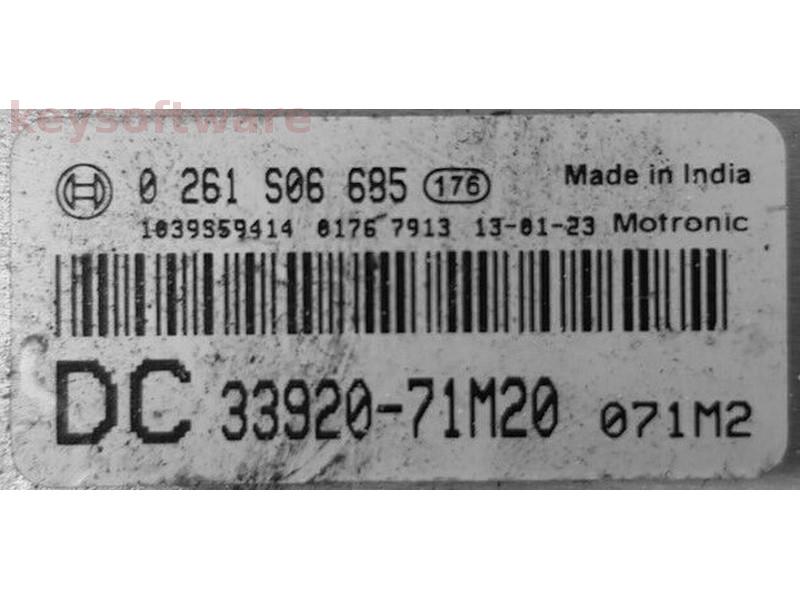 keysoftware
0 261 S06 685 176 Made in India
1039S59414 0176 7913 13-01-23 Motronic
DC 33920-71M20 071M2